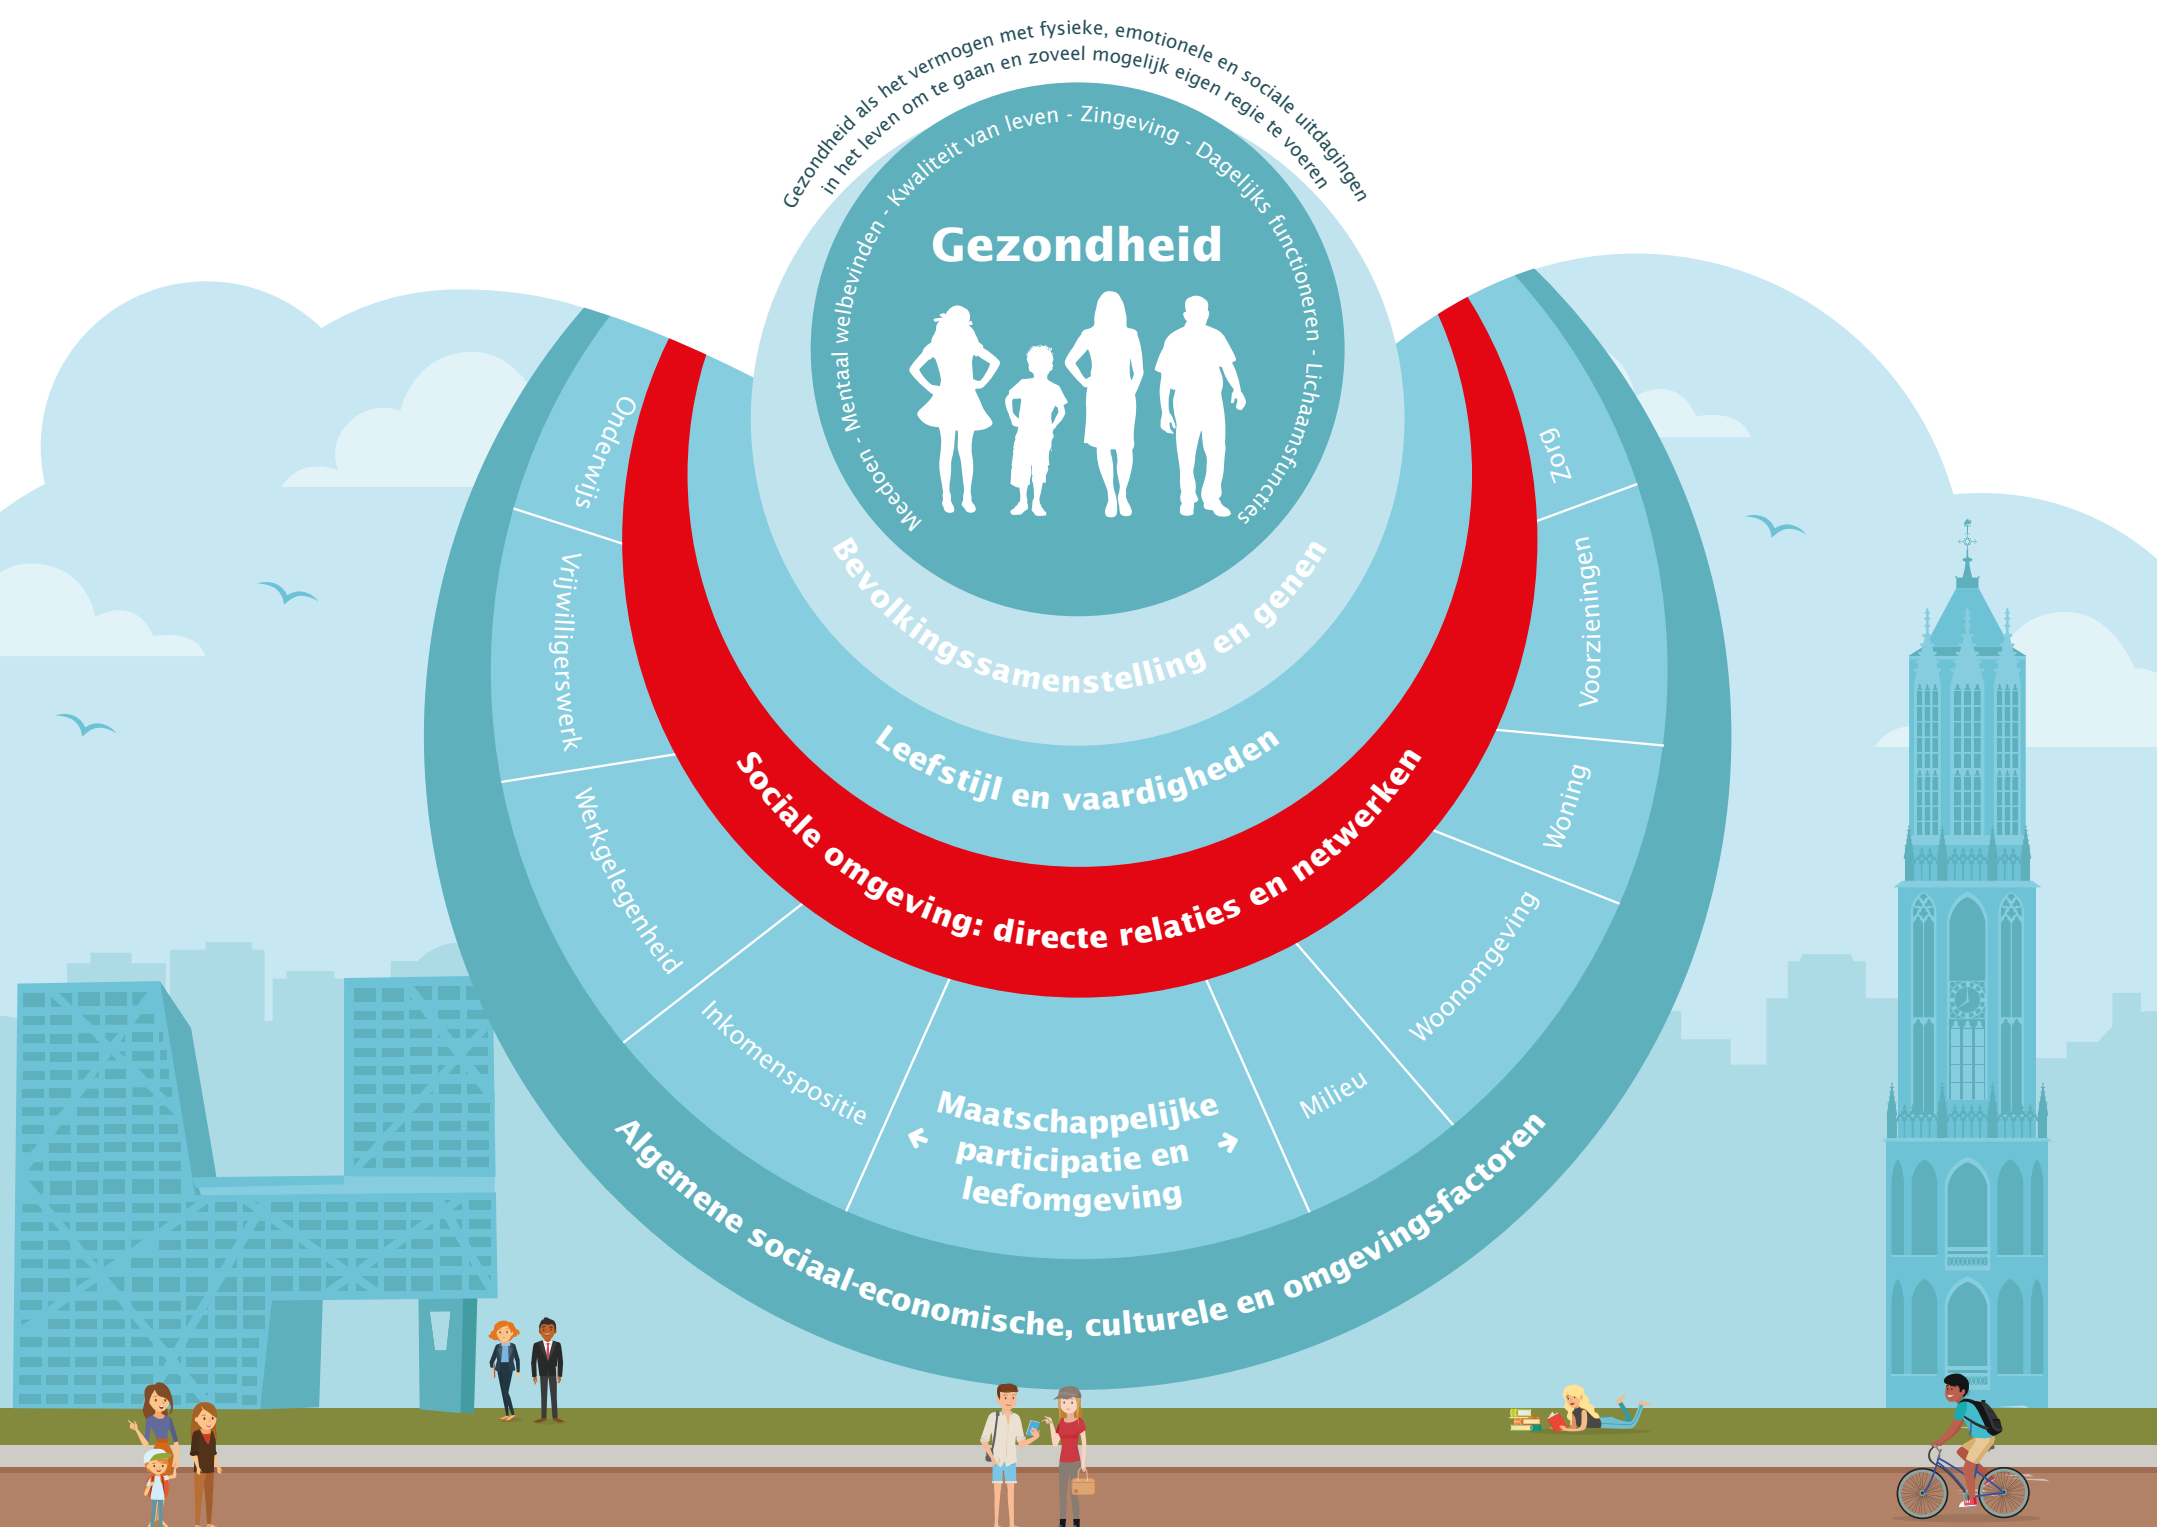 Gezondheid als het vermogen met fysieke, emotionele en sociale uitdagingen
in het leven om te gaan en zoveel mogelijk eigen regie te voeren
Meedoen - Mentaal welbevinden - Kwaliteit van leven - Zingeving - Dagelijks functioneren - Lichaamsfuncties
Gezondheid
Bevolkingssamenstelling en genen
Leefstijl en vaardigheden
Sociale omgeving: directe relaties en netwerken
Onderwijs
Vrijwilligerswerk
Werkgelegenheid
Inkomenspositie
Maatschappelijke
← participatie en →
leefomgeving
Milieu
Woonomgeving
Woning
Voorzieningen
Zorg
Algemene sociaal-economische, culturele en omgevingsfactoren